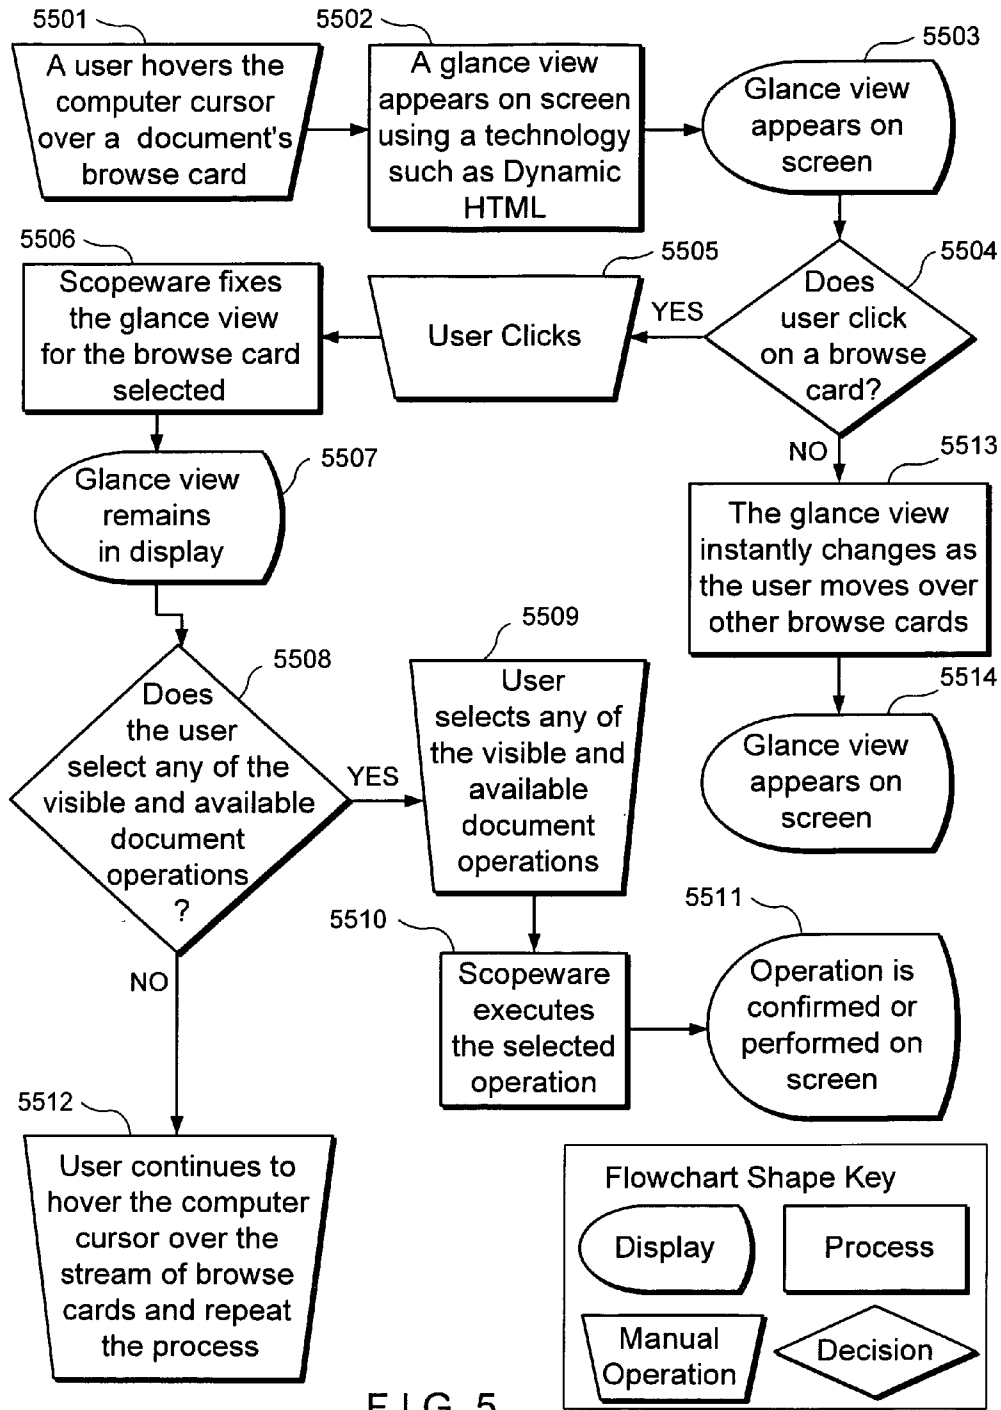 5501
A user hovers the
computer cursor
over a document's
browse card
5502
A glance view
appears on screen
using a technology
such as Dynamic
HTML
5503
Glance view
appears on
screen
5504
Does
user click
on a browse
card?
YES
NO
5505
User Clicks
5506
Scopeware fixes
the glance view
for the browse card
selected
5507
Glance view
remains
in display
5508
Does
the user
select any of the
visible and available
document
operations
?
YES
NO
5509
User
selects any of
the visible and
available
document
operations
5510
Scopeware
executes
the selected
operation
5511
Operation is
confirmed or
performed on
screen
5512
User continues to
hover the computer
cursor over the
stream of browse
cards and repeat
the process
5513
The glance view
instantly changes as
the user moves over
other browse cards
5514
Glance view
appears on
screen
Flowchart Shape Key
Display
Process
Manual
Operation
Decision
FIG. 5